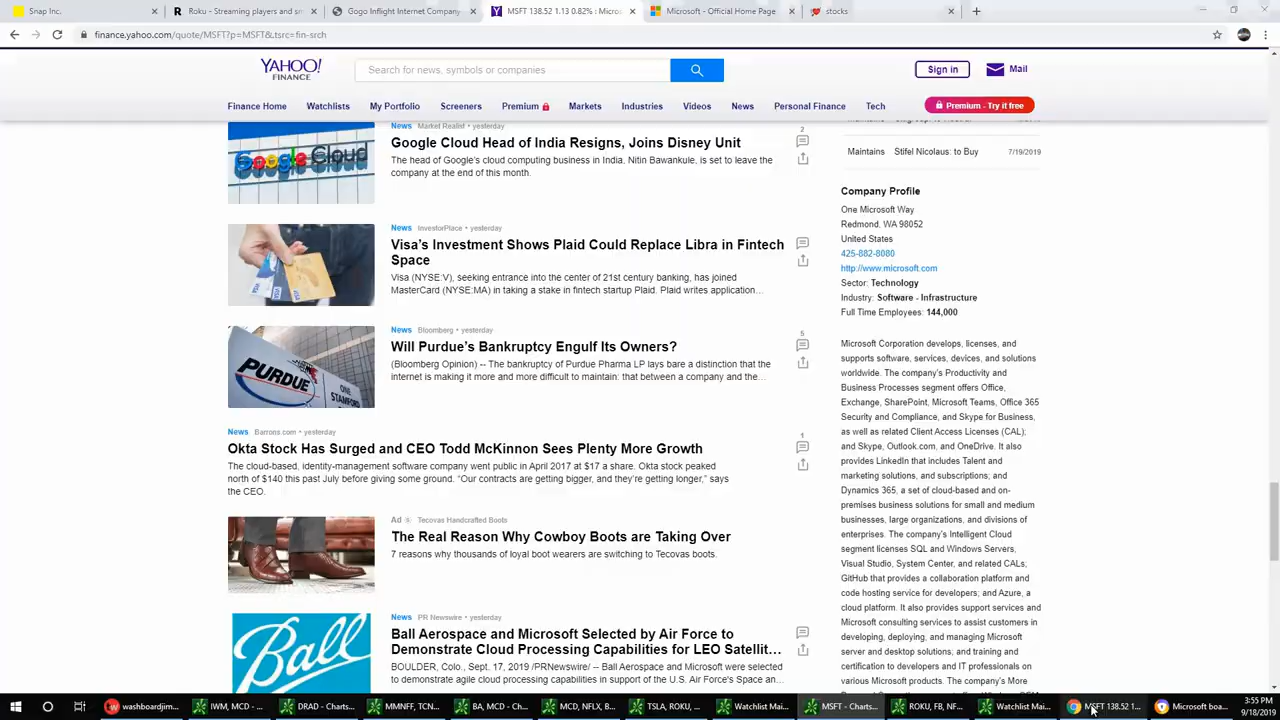 Snap Inc.
Roku - Streaming players and s
Gogo Inflight Internet Company
MSFT 138.52 1.13 0.82% : Micro
Microsoft - Official Home Page
stocks
finance.yahoo.com/quote/MSFT?p=MSFT&.tsrc=fin-srch
YAHOO!
FINANCE
Search for news, symbols or companies
Sign in
Mail
Finance Home
Watchlists
My Portfolio
Screeners
Premium
Markets
Industries
Videos
News
Personal Finance
Tech
Premium - Try it free
News Market Realist • yesterday
Google Cloud Head of India Resigns, Joins Disney Unit
The head of Google's cloud computing business in India, Nitin Bawankule, is set to leave the
company at the end of this month.
2
Google Cloud
News InvestorPlace • yesterday
Visa's Investment Shows Plaid Could Replace Libra in Fintech
Space
Visa (NYSE:V), seeking entrance into the center of 21st century banking, has joined
MasterCard (NYSE:MA) in taking a stake in fintech startup Plaid. Plaid writes application…
News Bloomberg • yesterday
Will Purdue's Bankruptcy Engulf Its Owners?
(Bloomberg Opinion) -- The bankruptcy of Purdue Pharma LP lays bare a distinction that the
internet is making it more and more difficult to maintain: that between a company and the…
5
PURDUE
ONE
STAMFORD
News Barrons.com • yesterday
Okta Stock Has Surged and CEO Todd McKinnon Sees Plenty More Growth
The cloud-based, identity-management software company went public in April 2017 at $17 a share. Okta stock peaked
north of $140 this past July before giving some ground. "Our contracts are getting bigger, and they're getting longer," says
the CEO.
1
Ad Tecovas Handcrafted Boots
The Real Reason Why Cowboy Boots are Taking Over
7 reasons why thousands of loyal boot wearers are switching to Tecovas boots.
News PR Newswire • yesterday
Ball Aerospace and Microsoft Selected by Air Force to
Demonstrate Cloud Processing Capabilities for LEO Satellit…
BOULDER, Colo., Sept. 17, 2019 /PRNewswire/ -- Ball Aerospace and Microsoft were selected
to demonstrate agile cloud processing capabilities in support of the U.S. Air Force's Space an…
Ball
Maintains Stifel Nicolaus: to Buy 7/19/2019
Company Profile
One Microsoft Way
Redmond, WA 98052
United States
425-882-8080
http://www.microsoft.com
Sector: Technology
Industry: Software - Infrastructure
Full Time Employees: 144,000
Microsoft Corporation develops, licenses, and
supports software, services, devices, and solutions
worldwide. The company's Productivity and
Business Processes segment offers Office,
Exchange, SharePoint, Microsoft Teams, Office 365
Security and Compliance, and Skype for Business,
as well as related Client Access Licenses (CAL);
and Skype, Outlook.com, and OneDrive. It also
provides LinkedIn that includes Talent and
marketing solutions, and subscriptions; and
Dynamics 365, a set of cloud-based and on-
premises business solutions for small and medium
businesses, large organizations, and divisions of
enterprises. The company's Intelligent Cloud
segment licenses SQL and Windows Servers,
Visual Studio, System Center, and related CALs;
GitHub that provides a collaboration platform and
code hosting service for developers; and Azure, a
cloud platform. It also provides support services and
Microsoft consulting services to assist customers in
developing, deploying, and managing Microsoft
server and desktop solutions; and training and
certification to developers and IT professionals on
various Microsoft products. The company's More
washboardjim...
IWM, MCD - ...
DRAD - Charts...
MMNFF, TCN...
BA, MCD - Ch...
MCD, NFLX, B...
TSLA, ROKU, ...
Watchlist Mai...
MSFT - Charts...
ROKU, FB, NF...
Watchlist Mai...
MSFT 138.52 1...
Microsoft boa...
3:55 PM
9/18/2019